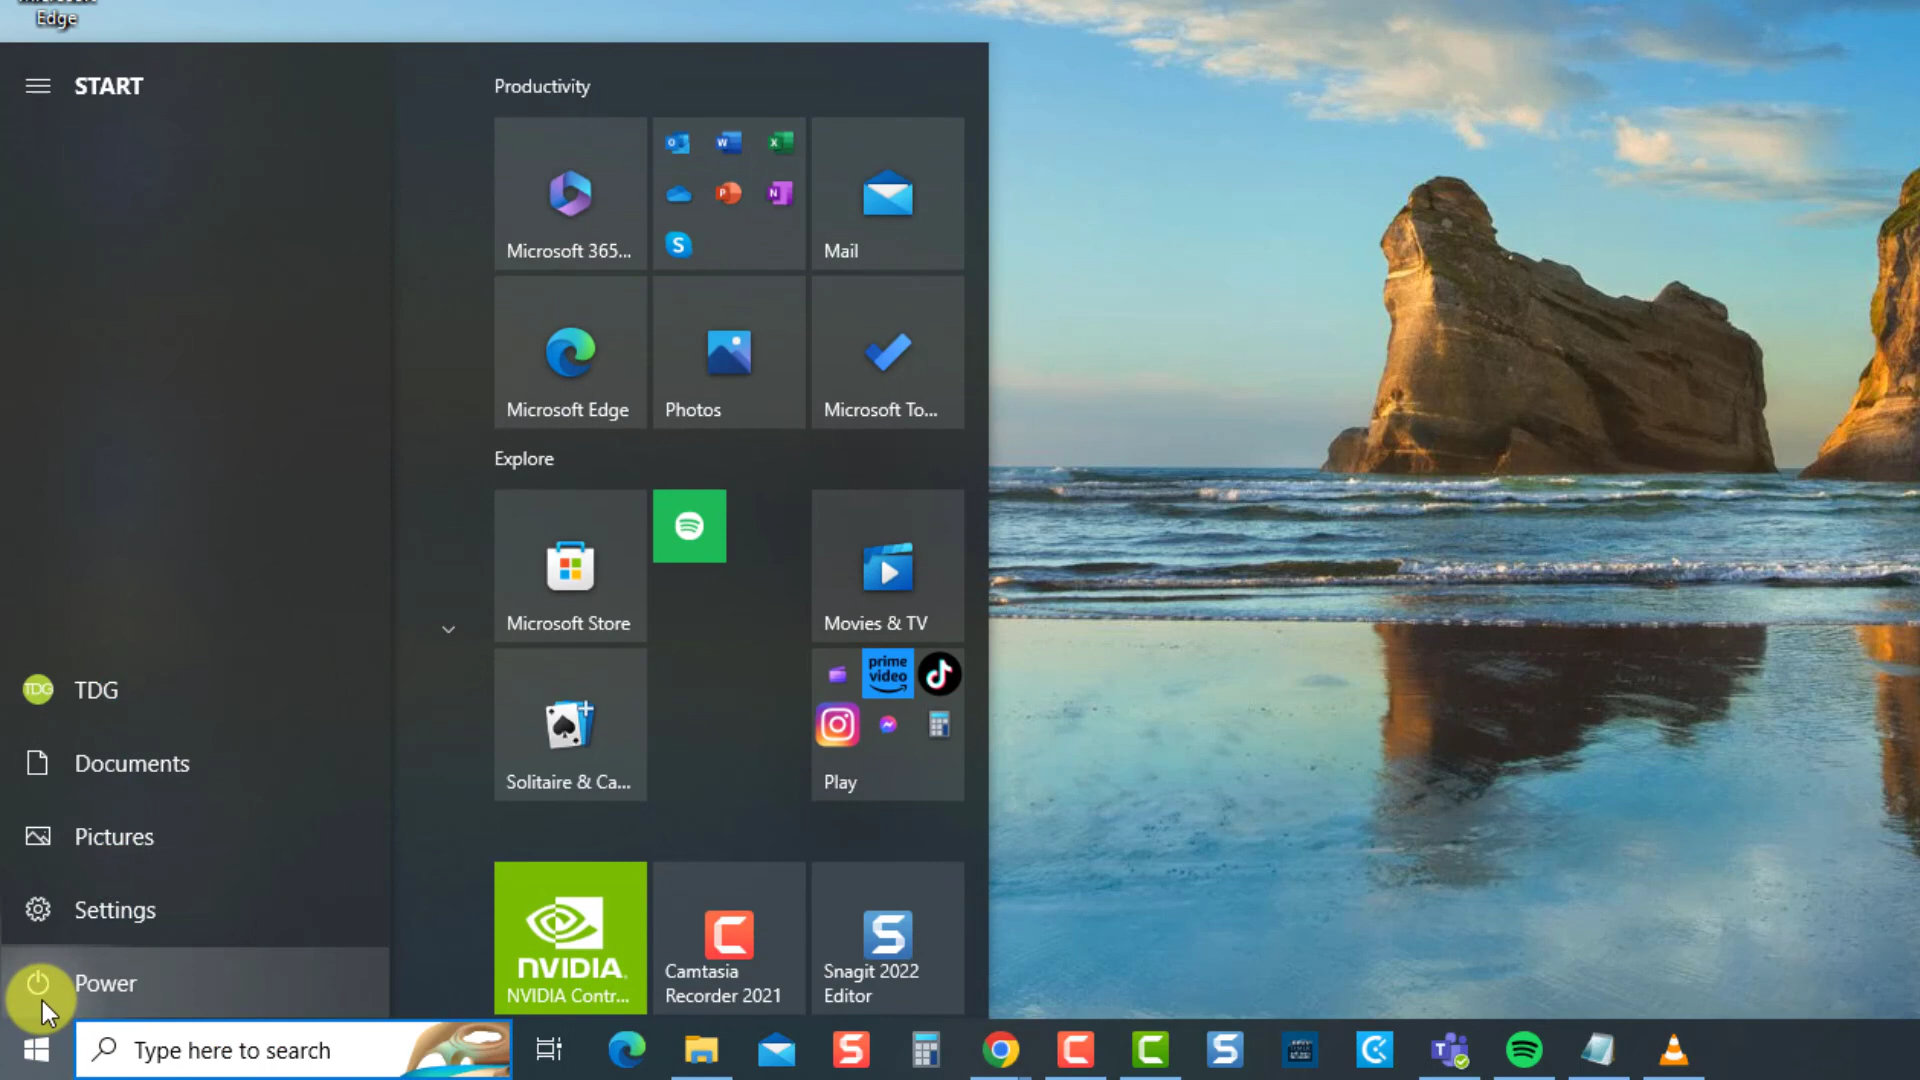 Edge
START
Productivity
Microsoft 365...
Mail
Microsoft Edge
Photos
Microsoft To...
Explore
Microsoft Store
Movies & TV
prime
video
Solitaire & Ca...
Play
TDG
TDG
Documents
Pictures
Settings
Power
NVIDIA.
NVIDIA Contr...
Camtasia
Recorder 2021
Snagit 2022
Editor
Type here to search